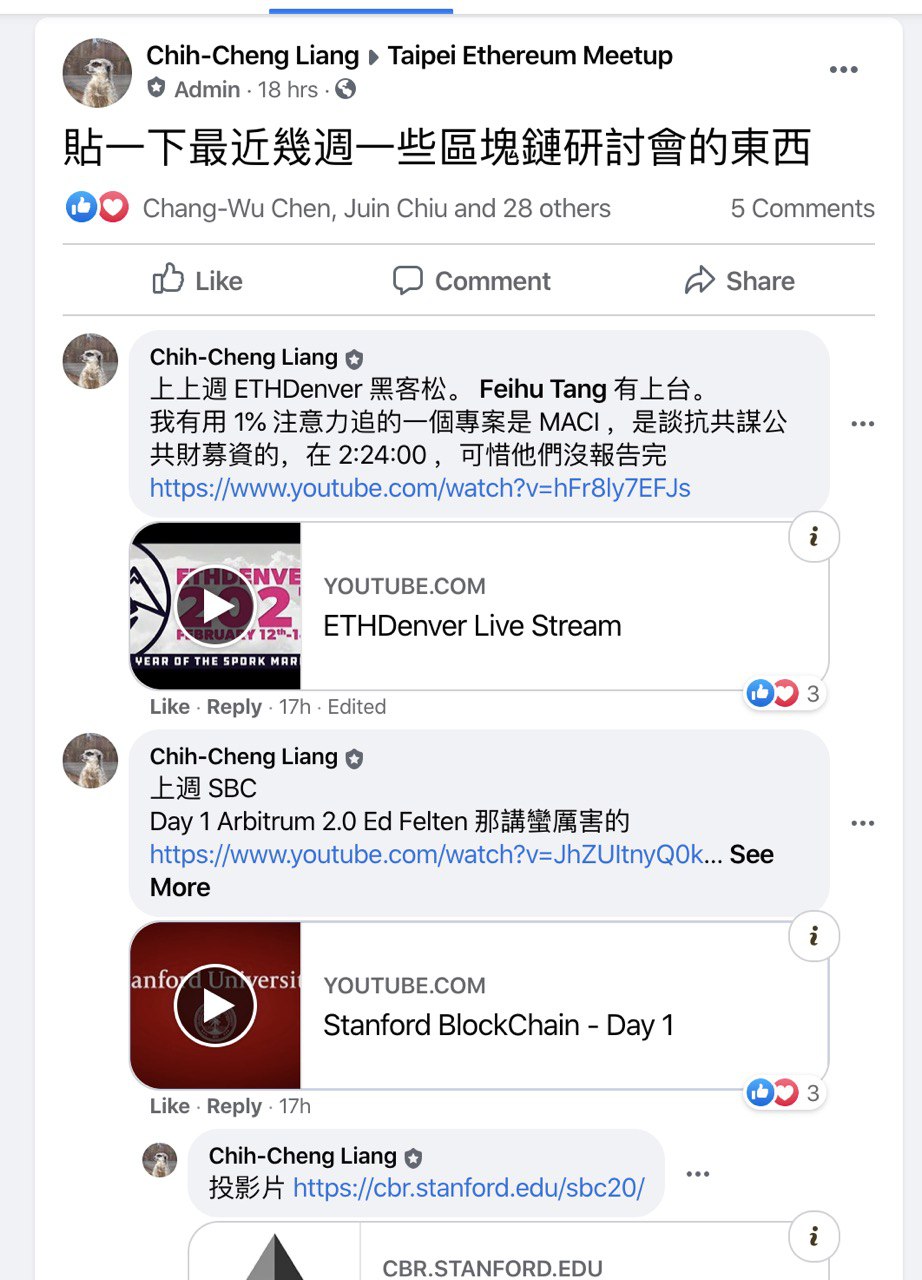 Chih-Cheng Liang ▸ Taipei Ethereum Meetup
Admin · 18 hrs ·
貼一下最近幾週一些區塊鏈研討會的東西
Chang-Wu Chen, Juin Chiu and 28 others 5 Comments
Like Comment Share
Chih-Cheng Liang
上上週 ETHDenver 黑客松。 Feihu Tang 有上台。
我有用 1% 注意力追的一個專案是 MACI ，是談抗共謀公
共財募資的，在 2:24:00 ，可惜他們沒報告完
https://www.youtube.com/watch?v=hFr8ly7EFJs
ETHDENVE
202
FEBRUARY 12th-1
YEAR OF THE SPORK MAR
YOUTUBE.COM
ETHDenver Live Stream
3
Like · Reply · 17h · Edited
Chih-Cheng Liang
上週 SBC
Day 1 Arbitrum 2.0 Ed Felten 那講蠻厲害的
https://www.youtube.com/watch?v=JhZUItnyQ0k... See
More
anford Universit
YOUTUBE.COM
Stanford BlockChain - Day 1
3
Like · Reply · 17h
Chih-Cheng Liang
投影片 https://cbr.stanford.edu/sbc20/
CBR.STANFORD.EDU